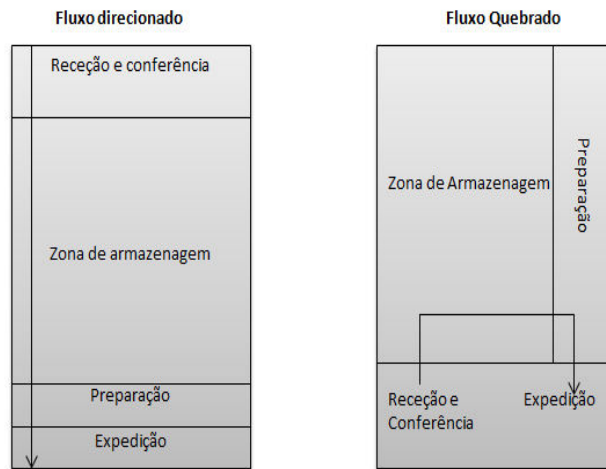 Fluxo direcionado
Receção e conferência
Zona de armazenagem
Preparação
Expedição
Fluxo Quebrado
Zona de Armazenagem
Preparação
Receção e
Conferência
Expedição